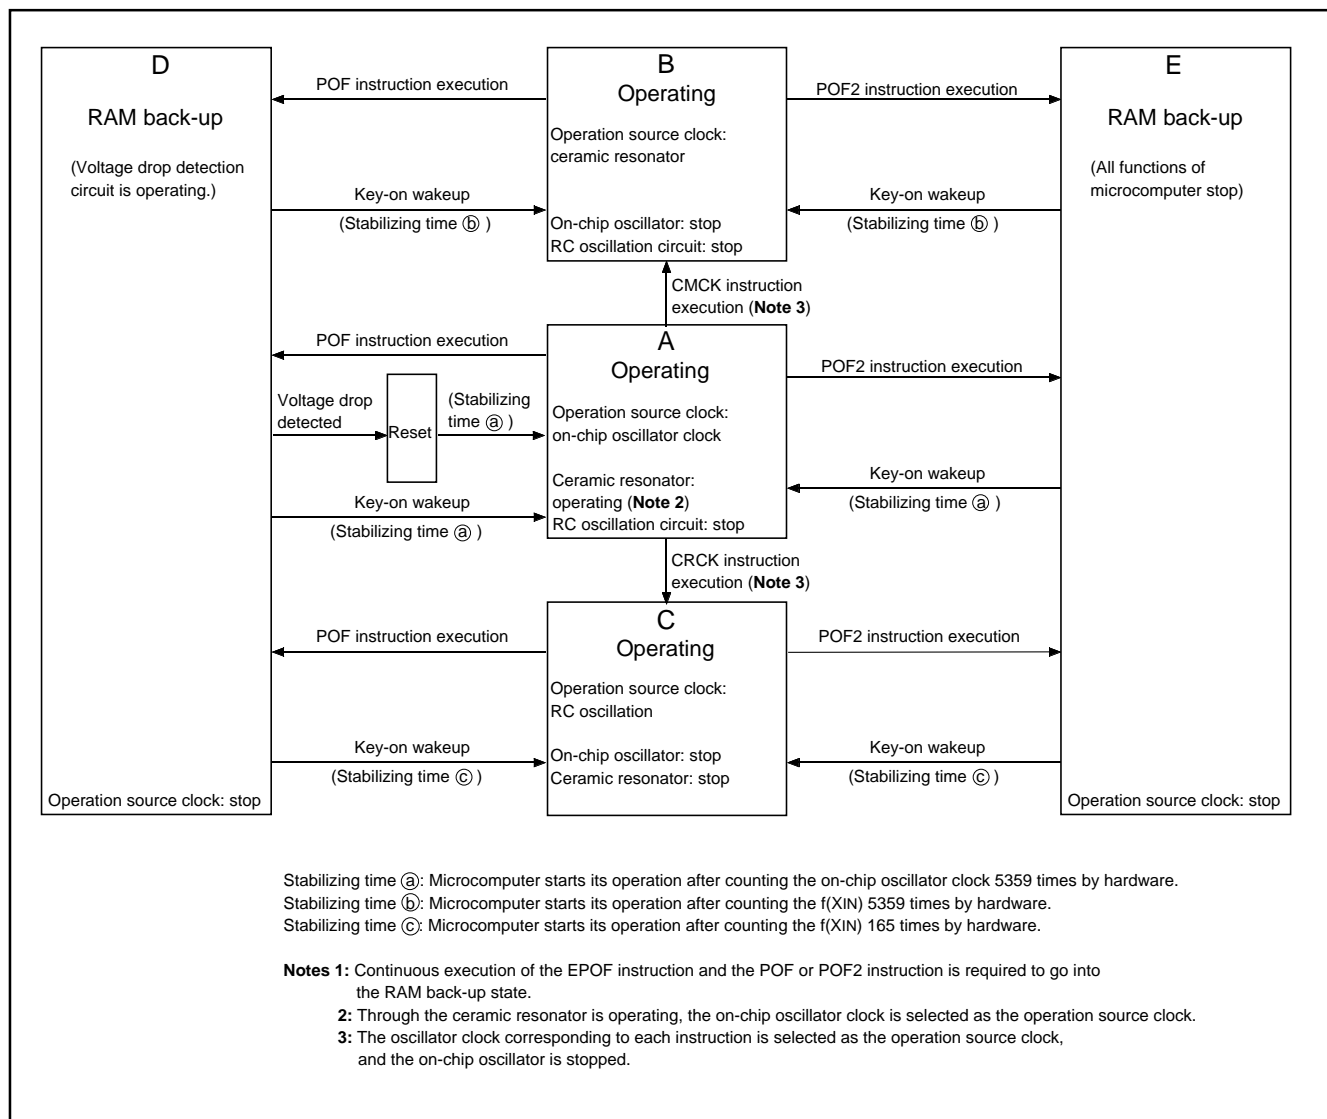 D
RAM back-up
(Voltage drop detection
circuit is operating.)
Operation source clock: stop
POF instruction execution
Key-on wakeup
(Stabilizing time ⓑ )
B
Operating
Operation source clock:
ceramic resonator
On-chip oscillator: stop
RC oscillation circuit: stop
POF2 instruction execution
Key-on wakeup
(Stabilizing time ⓑ )
E
RAM back-up
(All functions of
microcomputer stop)
Operation source clock: stop
CMCK instruction
execution (Note 3)
POF instruction execution
Voltage drop
detected
Reset
(Stabilizing
time ⓐ )
Key-on wakeup
(Stabilizing time ⓐ )
A
Operating
Operation source clock:
on-chip oscillator clock
Ceramic resonator:
operating (Note 2)
RC oscillation circuit: stop
POF2 instruction execution
Key-on wakeup
(Stabilizing time ⓐ )
CRCK instruction
execution (Note 3)
POF instruction execution
Key-on wakeup
(Stabilizing time ⓒ )
C
Operating
Operation source clock:
RC oscillation
On-chip oscillator: stop
Ceramic resonator: stop
POF2 instruction execution
Key-on wakeup
(Stabilizing time ⓒ )
Stabilizing time ⓐ: Microcomputer starts its operation after counting the on-chip oscillator clock 5359 times by hardware.
Stabilizing time ⓑ: Microcomputer starts its operation after counting the f(XIN) 5359 times by hardware.
Stabilizing time ⓒ: Microcomputer starts its operation after counting the f(XIN) 165 times by hardware.
Notes 1: Continuous execution of the EPOF instruction and the POF or POF2 instruction is required to go into
the RAM back-up state.
2: Through the ceramic resonator is operating, the on-chip oscillator clock is selected as the operation source clock.
3: The oscillator clock corresponding to each instruction is selected as the operation source clock,
and the on-chip oscillator is stopped.